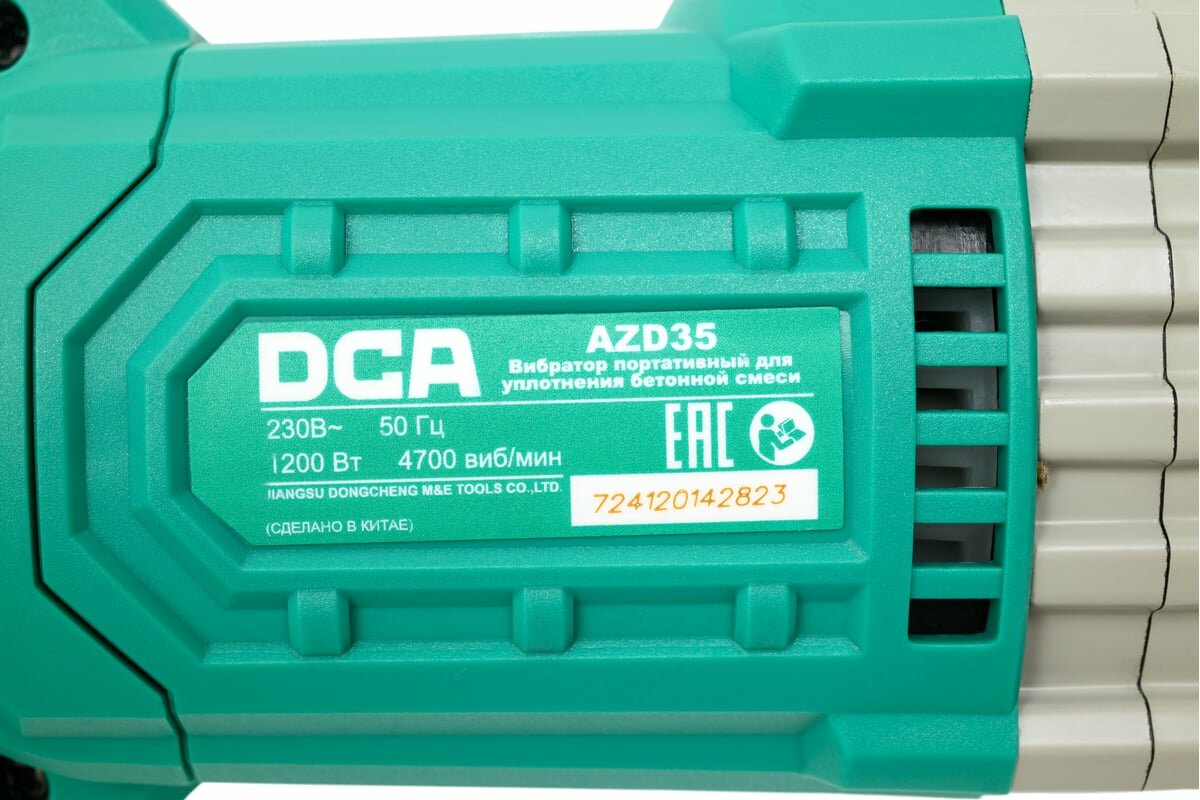 DCA
AZD35
Вибратор портативный для
уплотнения бетонной смеси
230В~ 50 Гц
1200 Вт 4700 виб/мин
JIANGSU DONGCHENG M&E TOOLS CO.,LTD.
(СДЕЛАНО В КИТАЕ)
EAC
724120142823